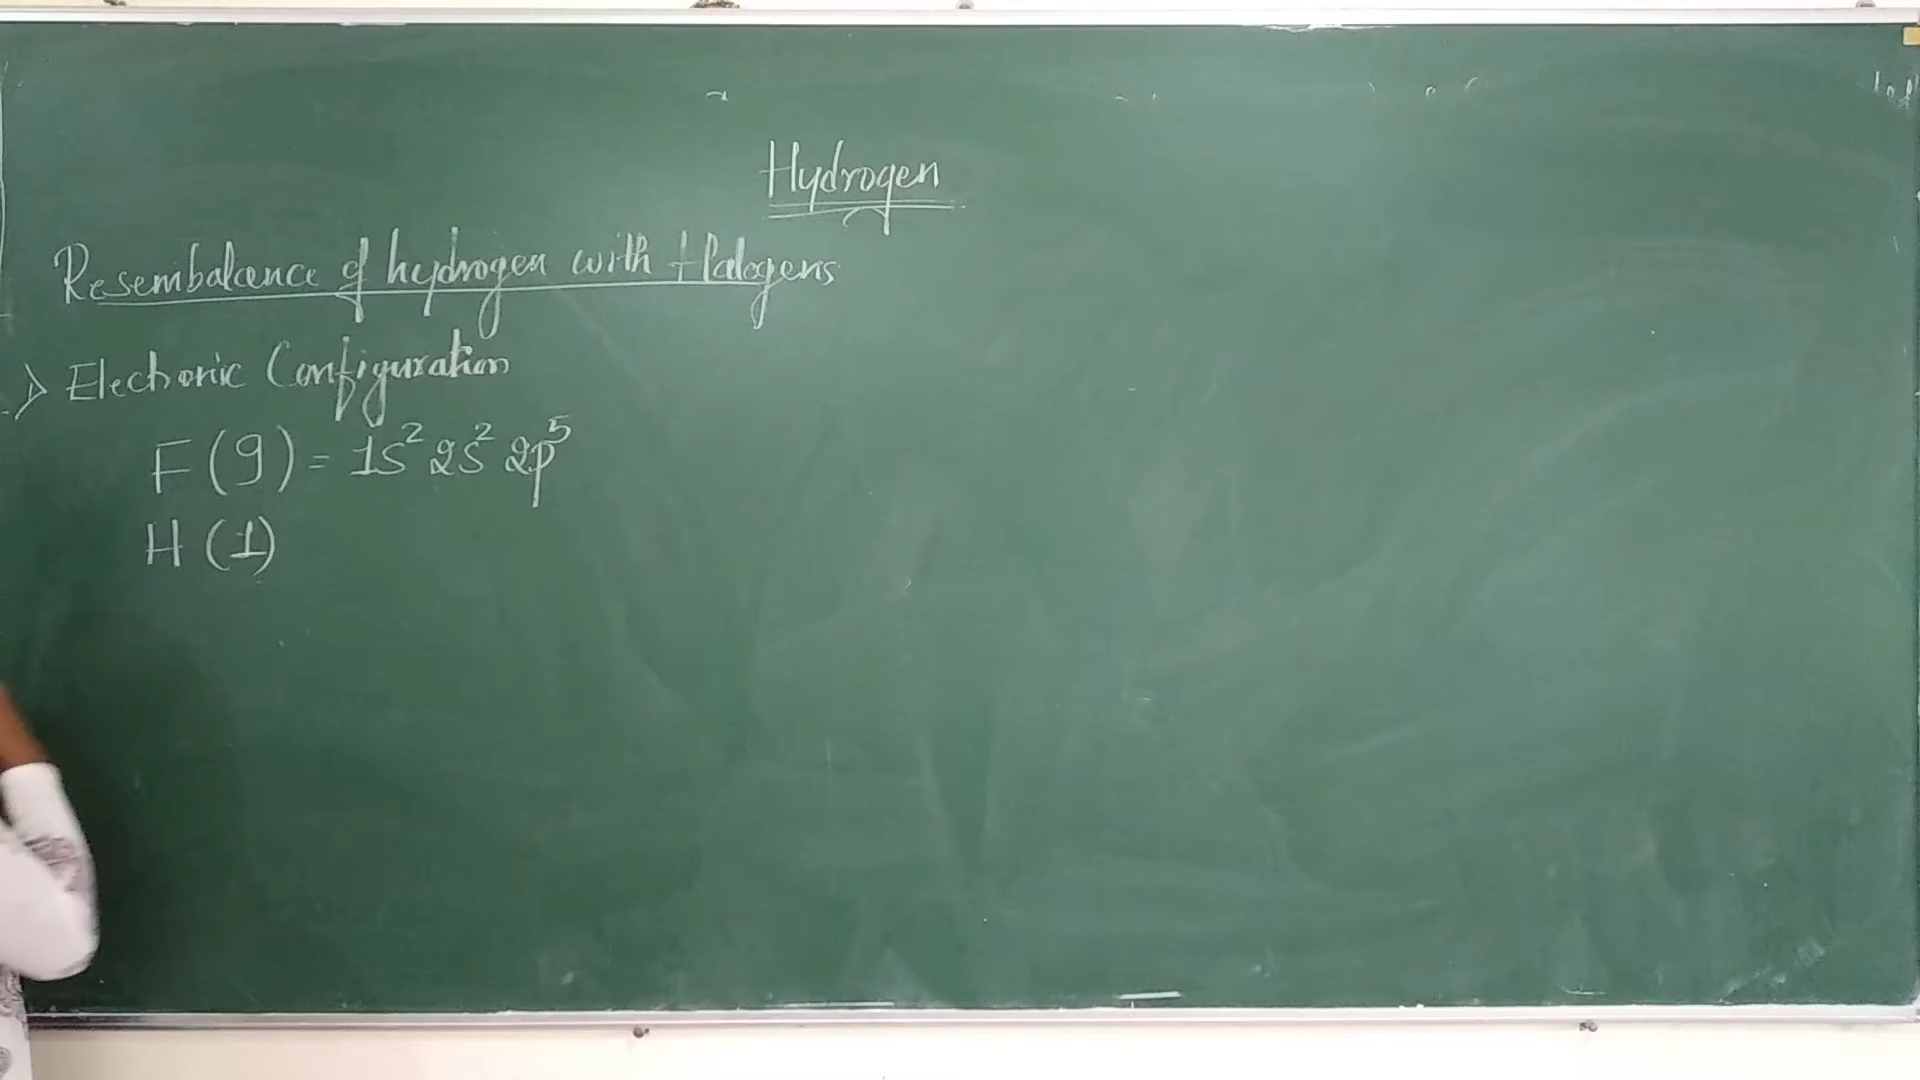 Hydrogen
Resembalance of hydrogen with Halogens
Electronic Configuration
F (9) = 1s² 2s² 2p⁵
H (1)